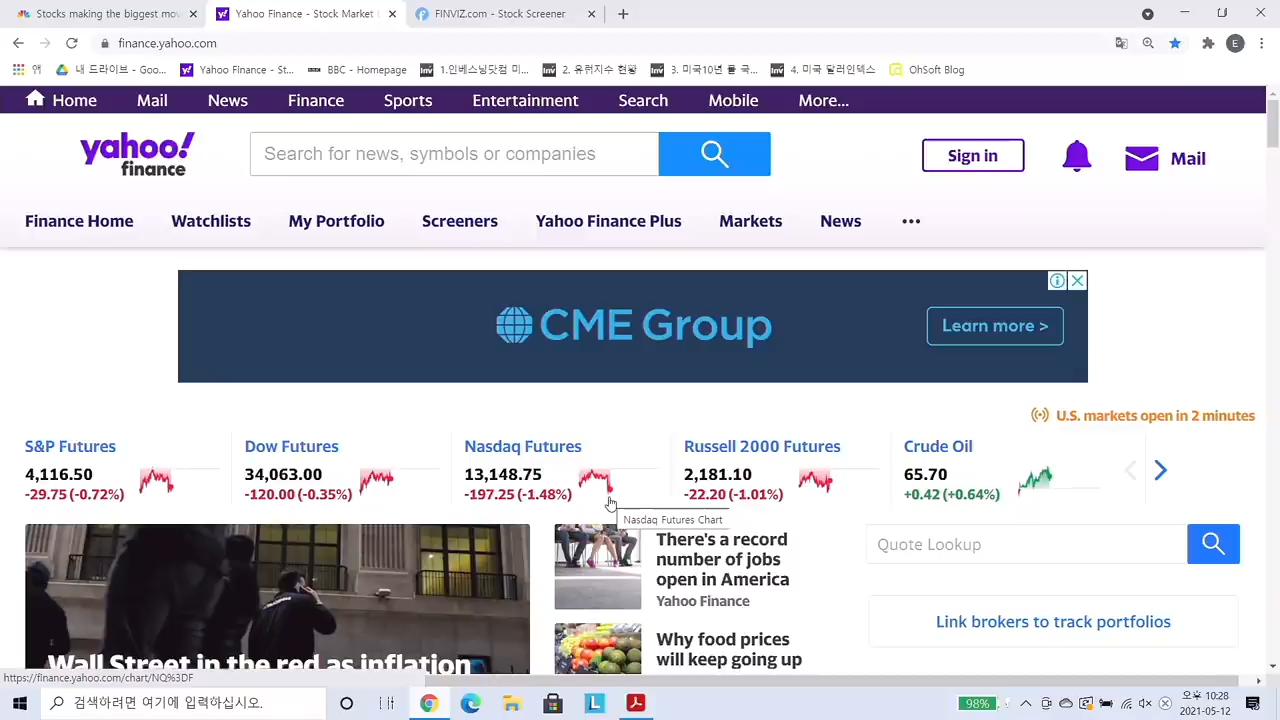 Stocks making the biggest mov
Yahoo Finance - Stock Market L
FINVIZ.com - Stock Screener
finance.yahoo.com
앱
내 드라이브 - Goo...
Yahoo Finance - St...
BBC - Homepage
1.인베스팅닷컴 미...
2. 유럽지수 현황
3. 미국10년 물 국...
4. 미국 달러인덱스
OhSoft Blog
Home Mail News Finance Sports Entertainment Search Mobile More...
yahoo!
finance
Search for news, symbols or companies
Sign in
Mail
Finance Home Watchlists My Portfolio Screeners Yahoo Finance Plus Markets News
CME Group
Learn more >
U.S. markets open in 2 minutes
S&P Futures
4,116.50
-29.75 (-0.72%)
Dow Futures
34,063.00
-120.00 (-0.35%)
Nasdaq Futures
13,148.75
-197.25 (-1.48%)
Russell 2000 Futures
2,181.10
-22.20 (-1.01%)
Crude Oil
65.70
+0.42 (+0.64%)
Nasdaq Futures Chart
Wall Street in the red as inflation
There's a record
number of jobs
open in America
Yahoo Finance
Why food prices
will keep going up
Quote Lookup
Link brokers to track portfolios
https://finance.yahoo.com/chart/NQ%3DF
검색하려면 여기에 입력하십시오.
98%
오후 10:28
2021-05-12